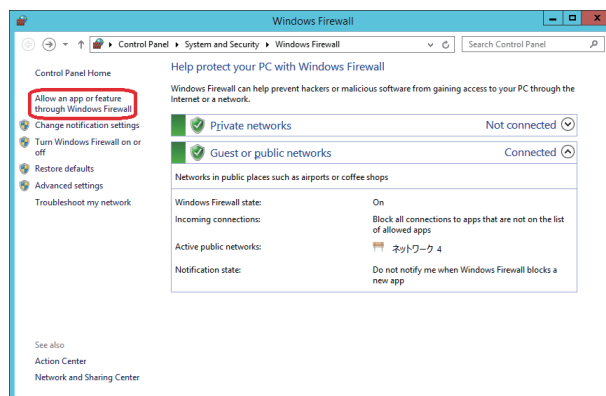 Windows Firewall
Control Panel ▸ System and Security ▸ Windows Firewall
Search Control Panel
Control Panel Home
Allow an app or feature
through Windows Firewall
Change notification settings
Turn Windows Firewall on or
off
Restore defaults
Advanced settings
Troubleshoot my network
See also
Action Center
Network and Sharing Center
Help protect your PC with Windows Firewall
Windows Firewall can help prevent hackers or malicious software from gaining access to your PC through the
Internet or a network.
Private networks Not connected
Guest or public networks Connected
Networks in public places such as airports or coffee shops
Windows Firewall state: On
Incoming connections: Block all connections to apps that are not on the list
of allowed apps
Active public networks: ネットワーク 4
Notification state: Do not notify me when Windows Firewall blocks a
new app